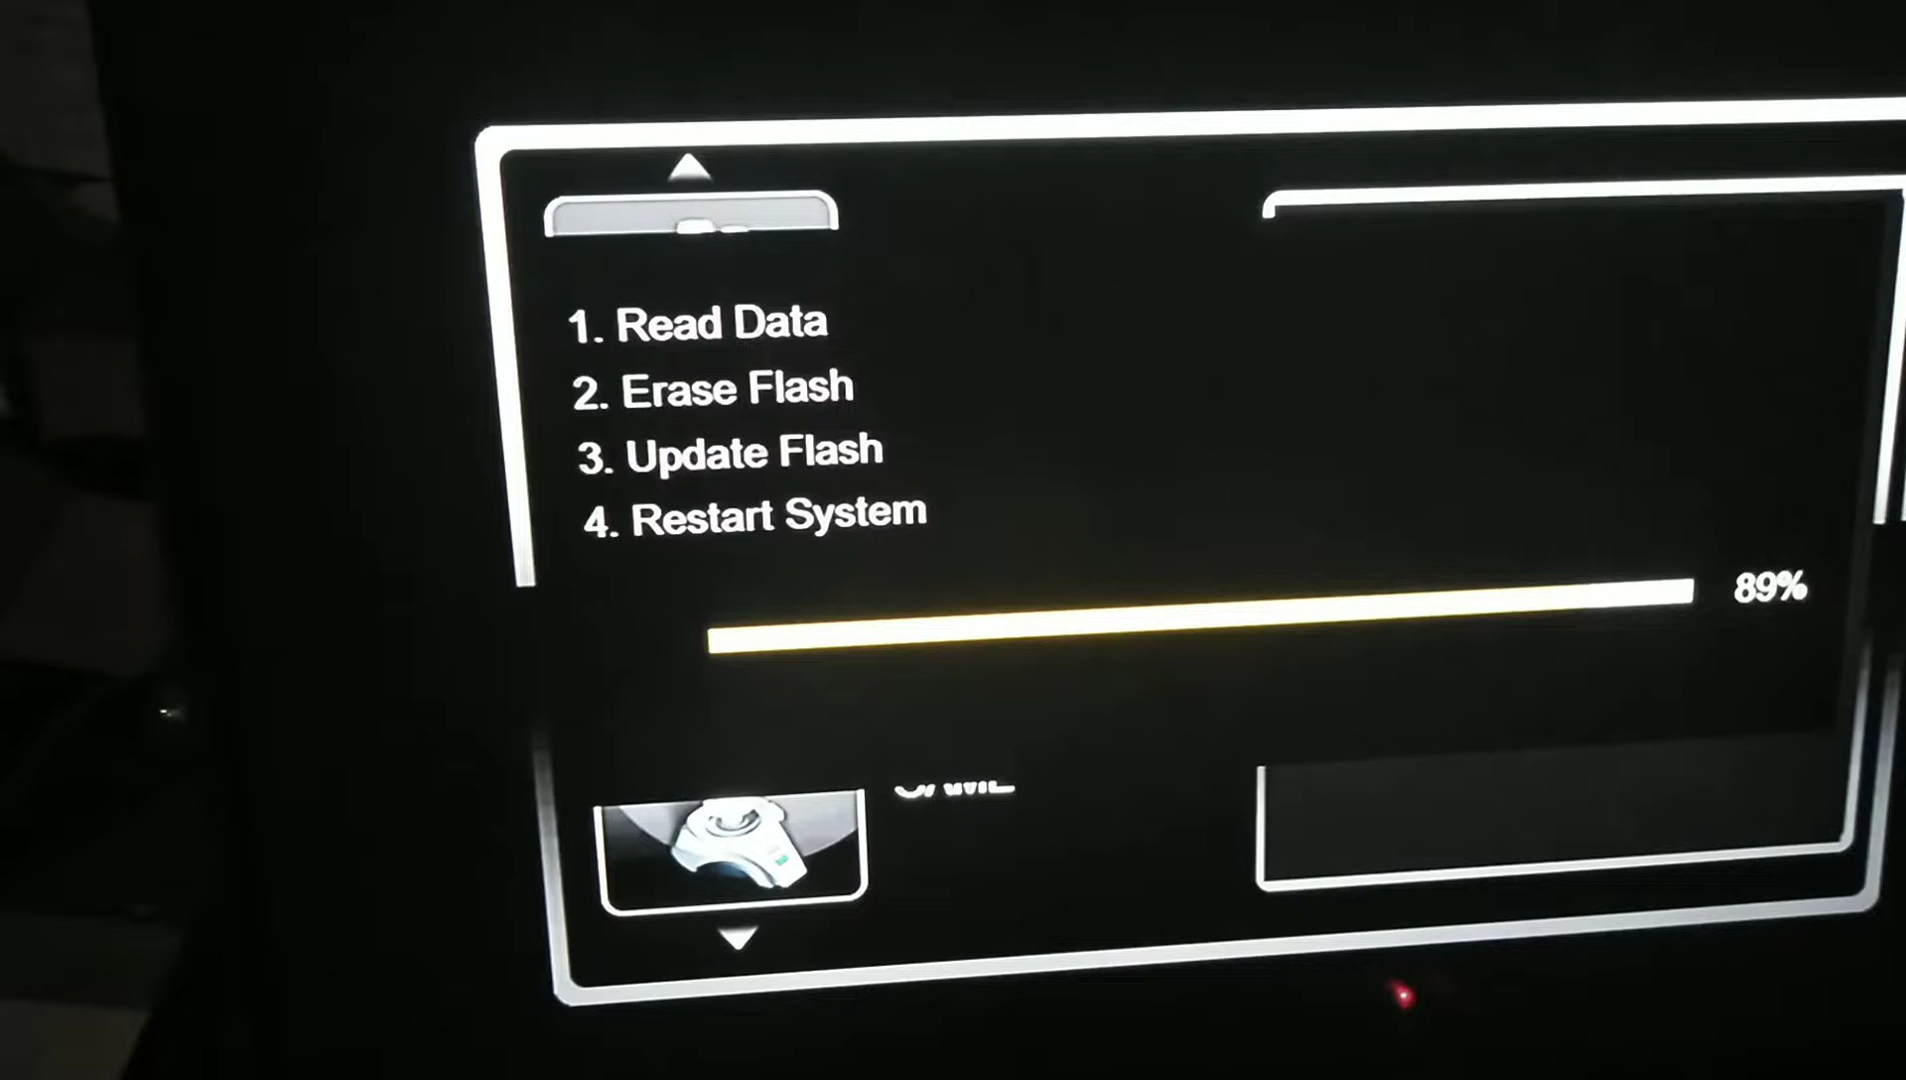 1. Read Data
2. Erase Flash
3. Update Flash
4. Restart System
89%